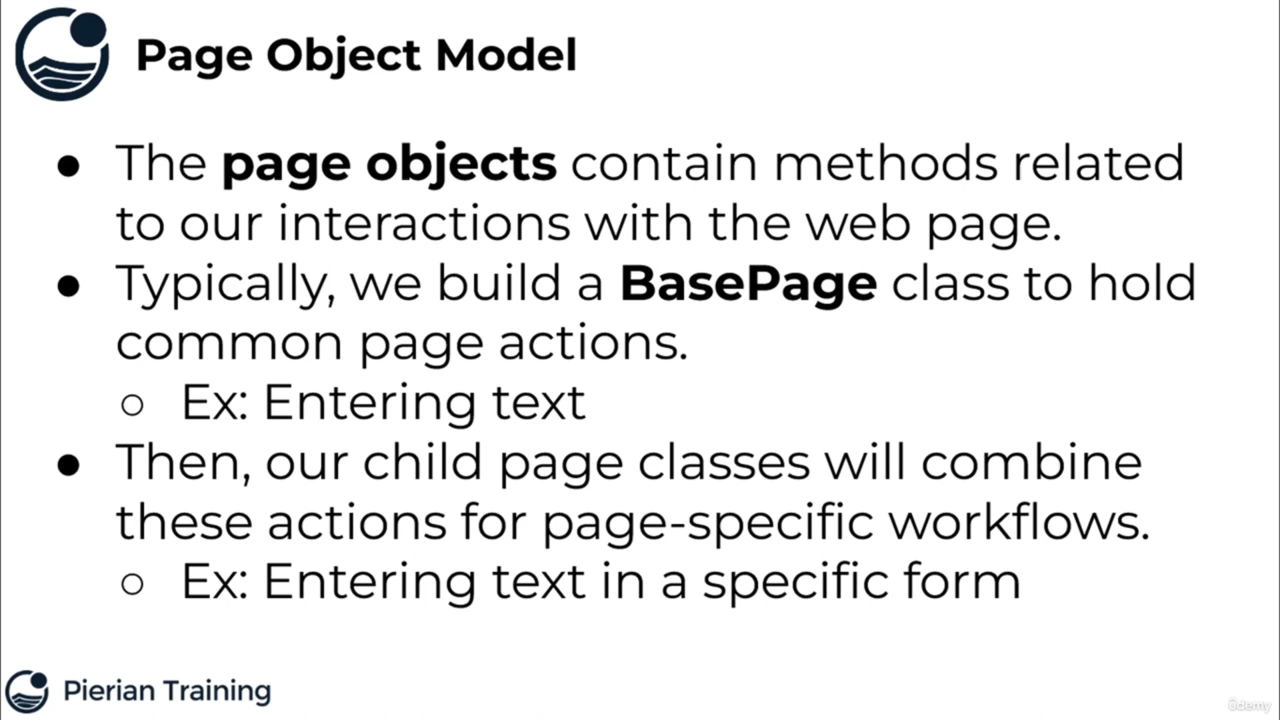 Page Object Model
● The page objects contain methods related
to our interactions with the web page.
● Typically, we build a BasePage class to hold
common page actions.
○ Ex: Entering text
● Then, our child page classes will combine
these actions for page-specific workflows.
○ Ex: Entering text in a specific form
Pierian Training
ûdemy